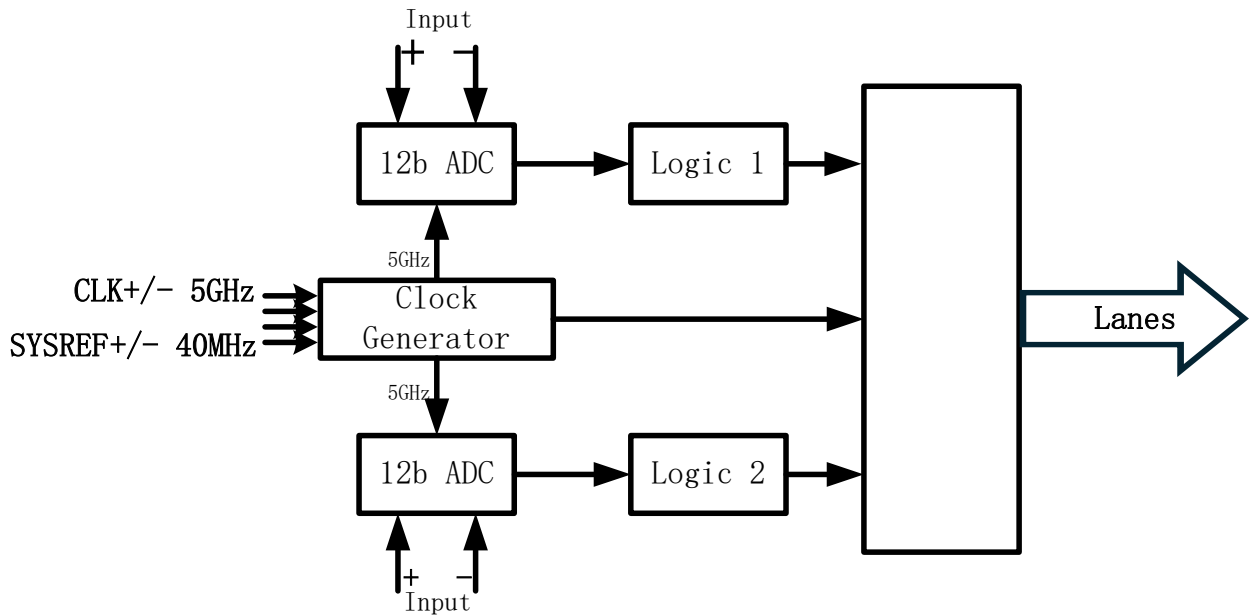 Input
+ -
12b ADC
Logic 1
5GHz
CLK+/- 5GHz
SYSREF+/- 40MHz
Clock
Generator
Lanes
5GHz
12b ADC
Logic 2
+ -
Input